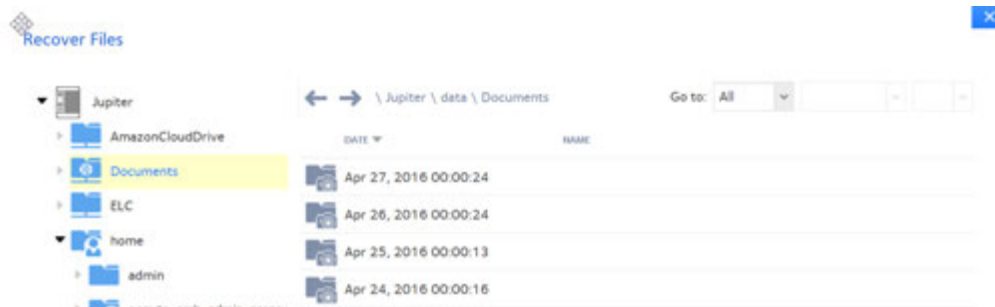 Recover Files
Jupiter
\ Jupiter \ data \ Documents
Go to: All
AmazonCloudDrive
DATE NAME
Documents
Apr 27, 2016 00:00:24
ELC
Apr 26, 2016 00:00:24
home
Apr 25, 2016 00:00:13
admin
Apr 24, 2016 00:00:16